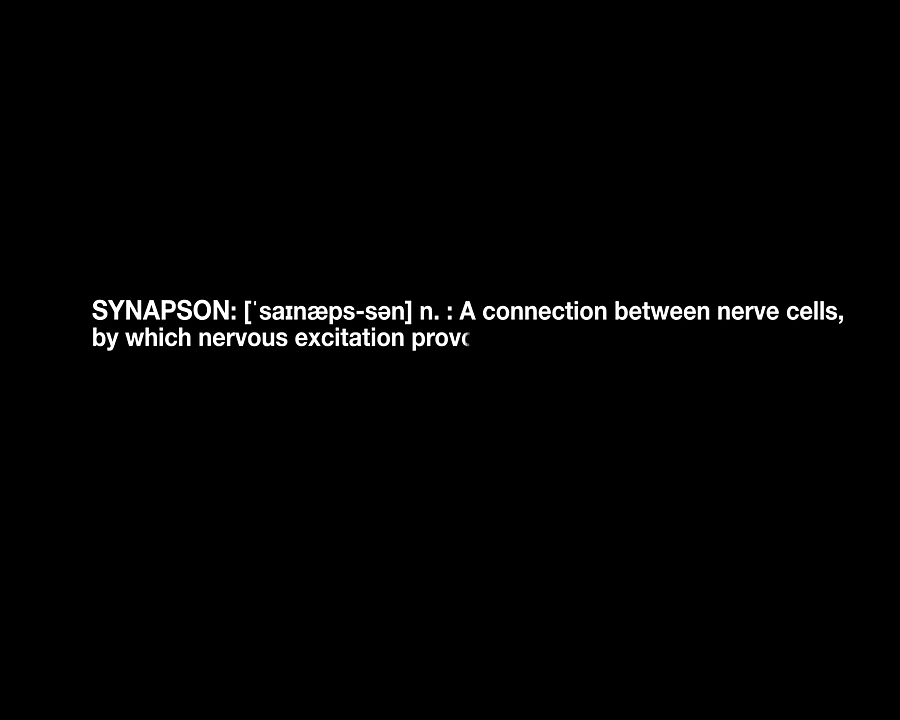 SYNAPSON: [ˈsaɪnæps-sən] n. : A connection between nerve cells,
by which nervous excitation